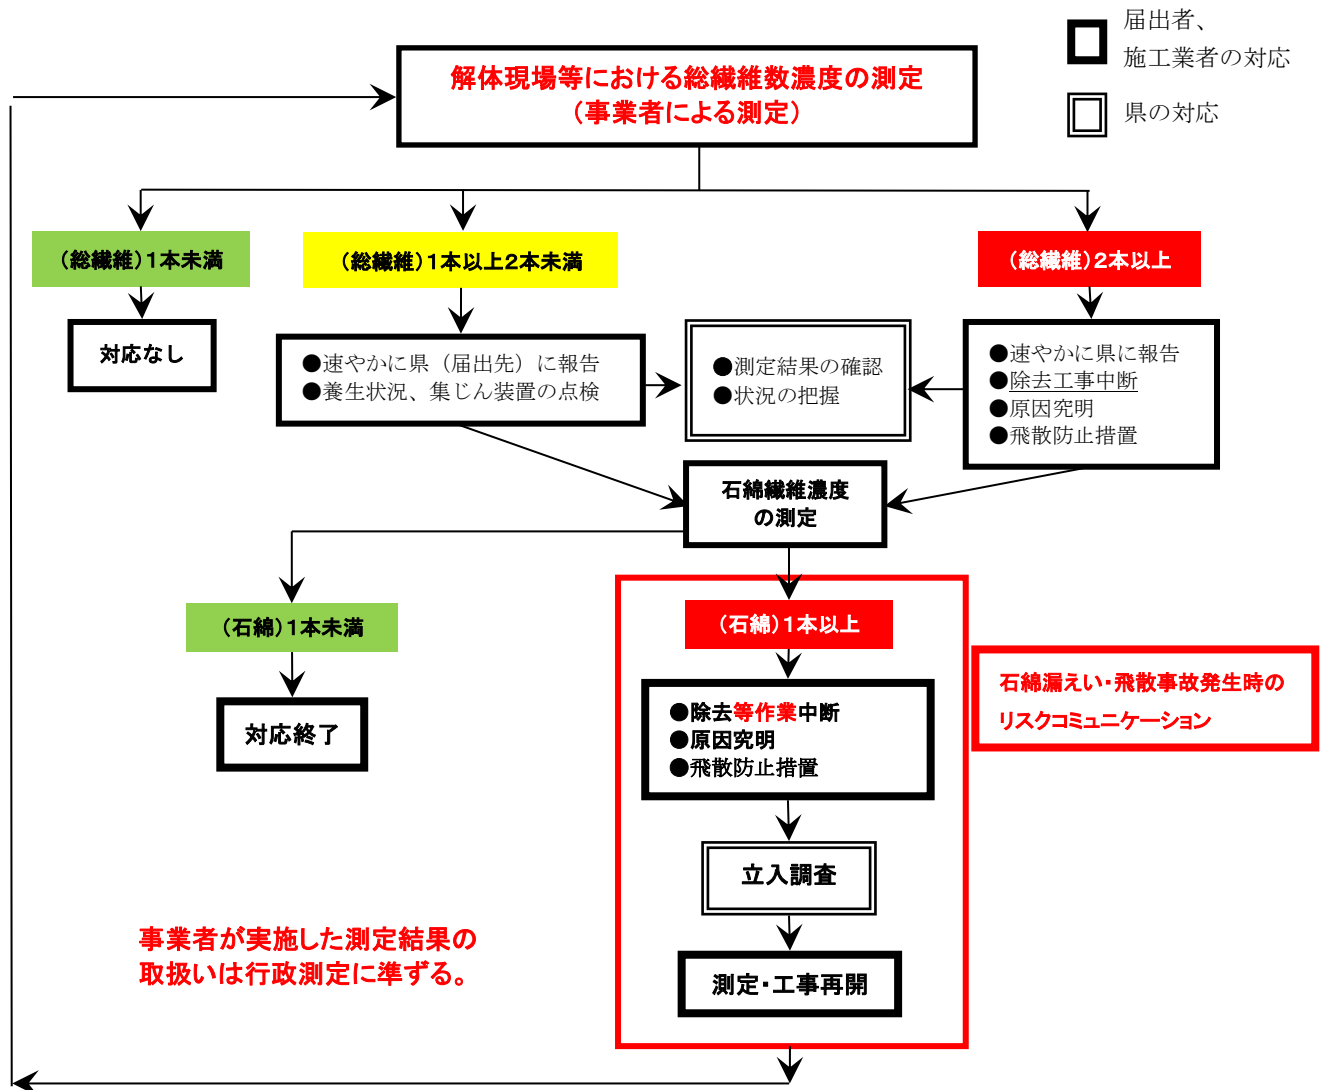 届出者、
施工業者の対応
県の対応
解体現場等における総繊維数濃度の測定
（事業者による測定）
（総繊維）１本未満
（総繊維）１本以上２本未満
（総繊維）２本以上
対応なし
●速やかに県（届出先）に報告
●養生状況、集じん装置の点検
●測定結果の確認
●状況の把握
●速やかに県に報告
●除去工事中断
●原因究明
●飛散防止措置
石綿繊維濃度
の測定
（石綿）１本未満
（石綿）１本以上
対応終了
●除去等作業中断
●原因究明
●飛散防止措置
石綿漏えい・飛散事故発生時の
リスクコミュニケーション
立入調査
測定・工事再開
事業者が実施した測定結果の
取扱いは行政測定に準ずる。